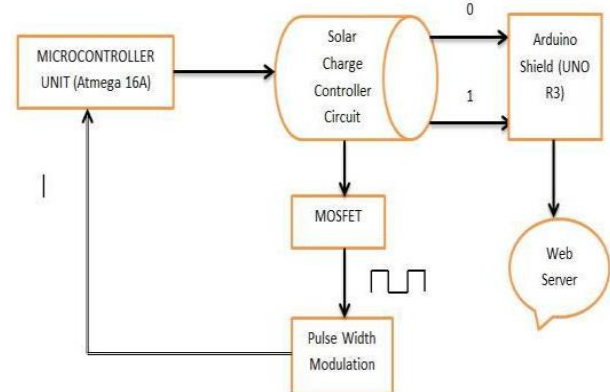 MICROCONTROLLER
UNIT (Atmega 16A)
Solar
Charge
Controller
Circuit
0
1
Arduino
Shield (UNO
R3)
MOSFET
Web
Server
Pulse Width
Modulation